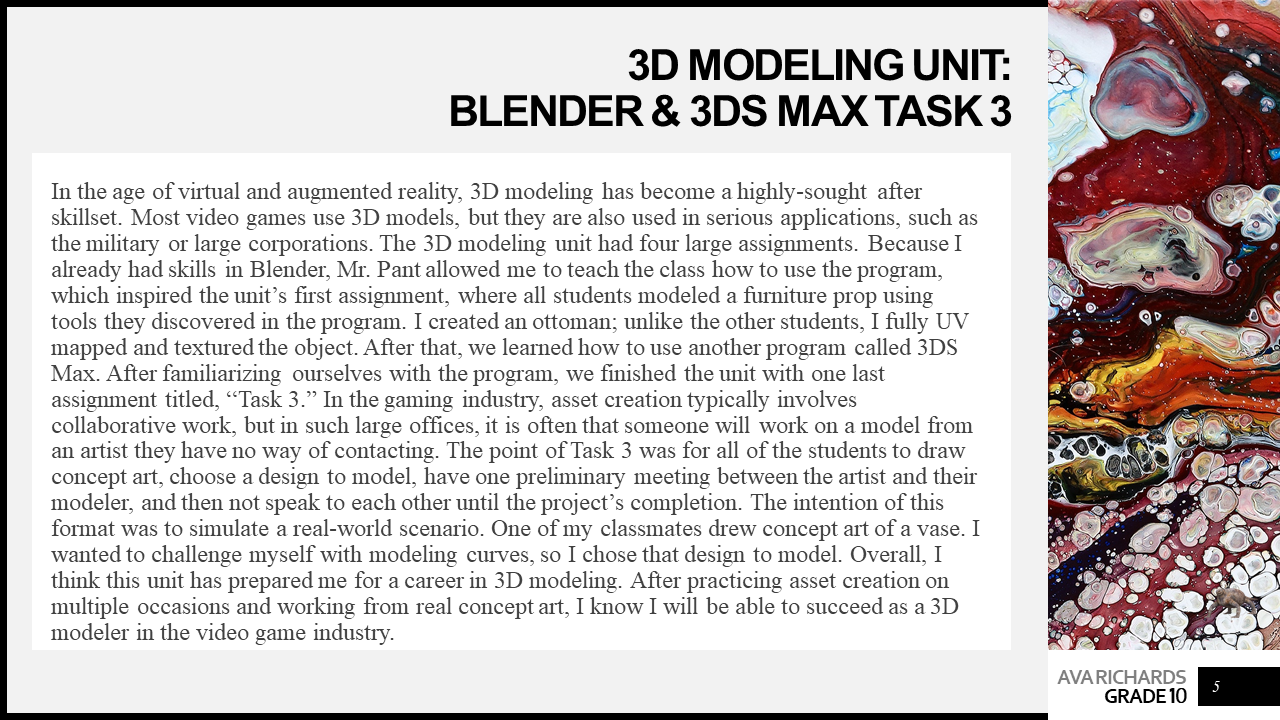 3D MODELING UNIT:
BLENDER & 3DS MAX TASK 3
In the age of virtual and augmented reality, 3D modeling has become a highly-sought after
skillset. Most video games use 3D models, but they are also used in serious applications, such as
the military or large corporations. The 3D modeling unit had four large assignments. Because I
already had skills in Blender, Mr. Pant allowed me to teach the class how to use the program,
which inspired the unit’s first assignment, where all students modeled a furniture prop using
tools they discovered in the program. I created an ottoman; unlike the other students, I fully UV
mapped and textured the object. After that, we learned how to use another program called 3DS
Max. After familiarizing ourselves with the program, we finished the unit with one last
assignment titled, “Task 3.” In the gaming industry, asset creation typically involves
collaborative work, but in such large offices, it is often that someone will work on a model from
an artist they have no way of contacting. The point of Task 3 was for all of the students to draw
concept art, choose a design to model, have one preliminary meeting between the artist and their
modeler, and then not speak to each other until the project’s completion. The intention of this
format was to simulate a real-world scenario. One of my classmates drew concept art of a vase. I
wanted to challenge myself with modeling curves, so I chose that design to model. Overall, I
think this unit has prepared me for a career in 3D modeling. After practicing asset creation on
multiple occasions and working from real concept art, I know I will be able to succeed as a 3D
modeler in the video game industry.
AVA RICHARDS
GRADE 10
5